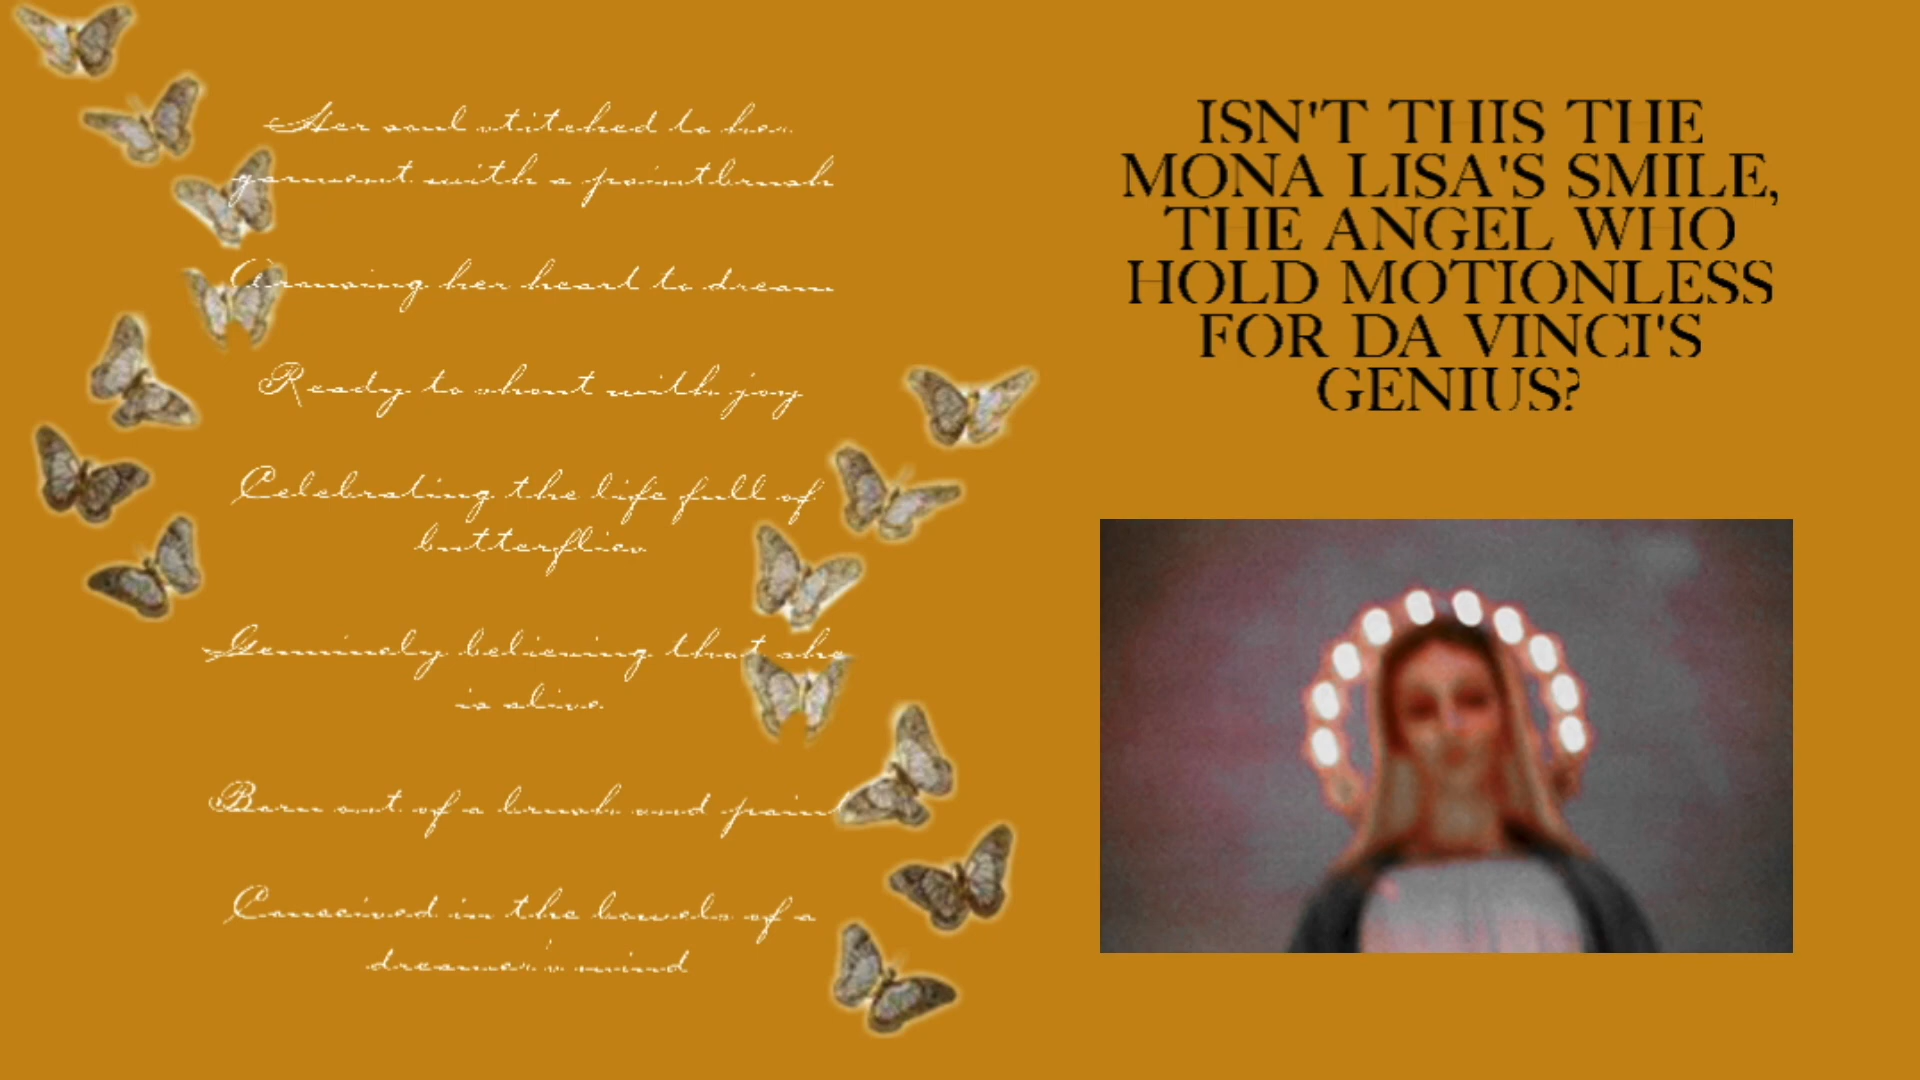 Her soul stitched to her
garment with a paintbrush
Arousing her heart to dream
Ready to shout with joy
Celebrating the life full of
butterflies
Genuinely believing that she
is alive
Born out of a brush and paint
Conceived in the bowels of a
dreamer's mind
ISN'T THIS THE
MONA LISA'S SMILE,
THE ANGEL WHO
HOLD MOTIONLESS
FOR DA VINCI'S
GENIUS?